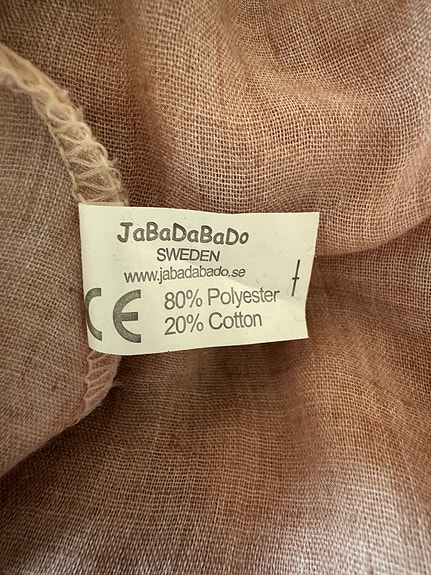 JaBaDaBaDo
SWEDEN
www.jabadabado.se
CE
80% Polyester
20% Cotton